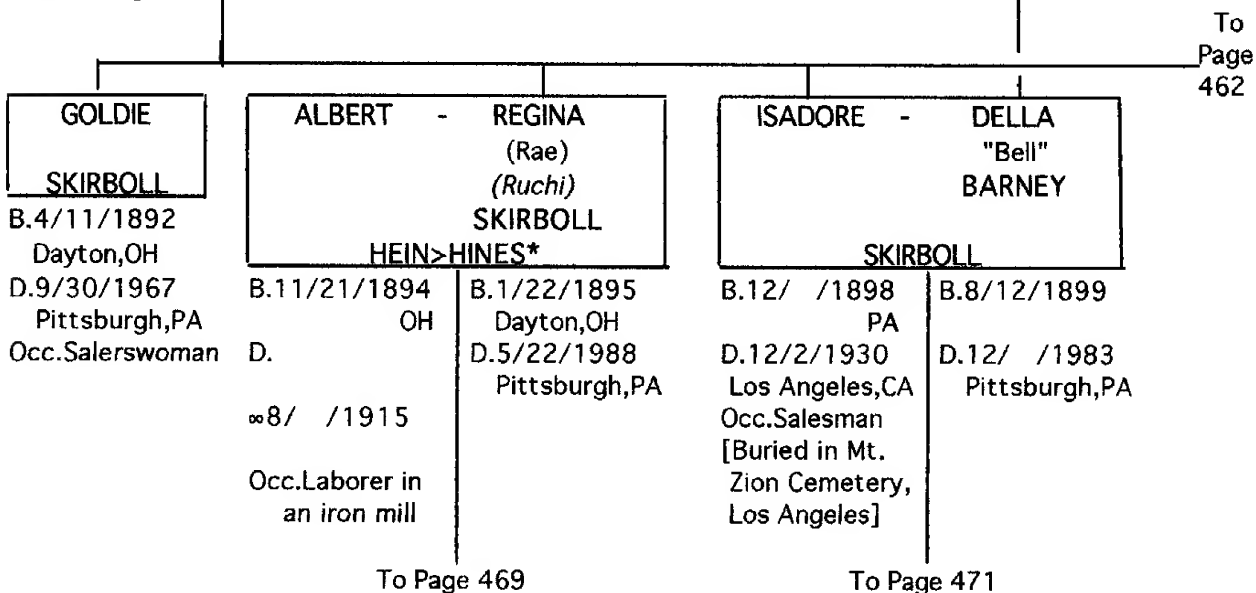 To
Page
462
GOLDIE
SKIRBOLL
B.4/11/1892
Dayton,OH
D.9/30/1967
Pittsburgh,PA
Occ.Salerswoman
ALBERT - REGINA
(Rae)
(Ruchi)
SKIRBOLL
HEIN>HINES*
B.11/21/1894
OH
D.
∞8/ /1915
Occ.Laborer in
an iron mill
B.1/22/1895
Dayton,OH
D.5/22/1988
Pittsburgh,PA
To Page 469
ISADORE - DELLA
"Bell"
BARNEY
SKIRBOLL
B.12/ /1898
PA
D.12/2/1930
Los Angeles,CA
Occ.Salesman
[Buried in Mt.
Zion Cemetery,
Los Angeles]
B.8/12/1899
D.12/ /1983
Pittsburgh,PA
To Page 471